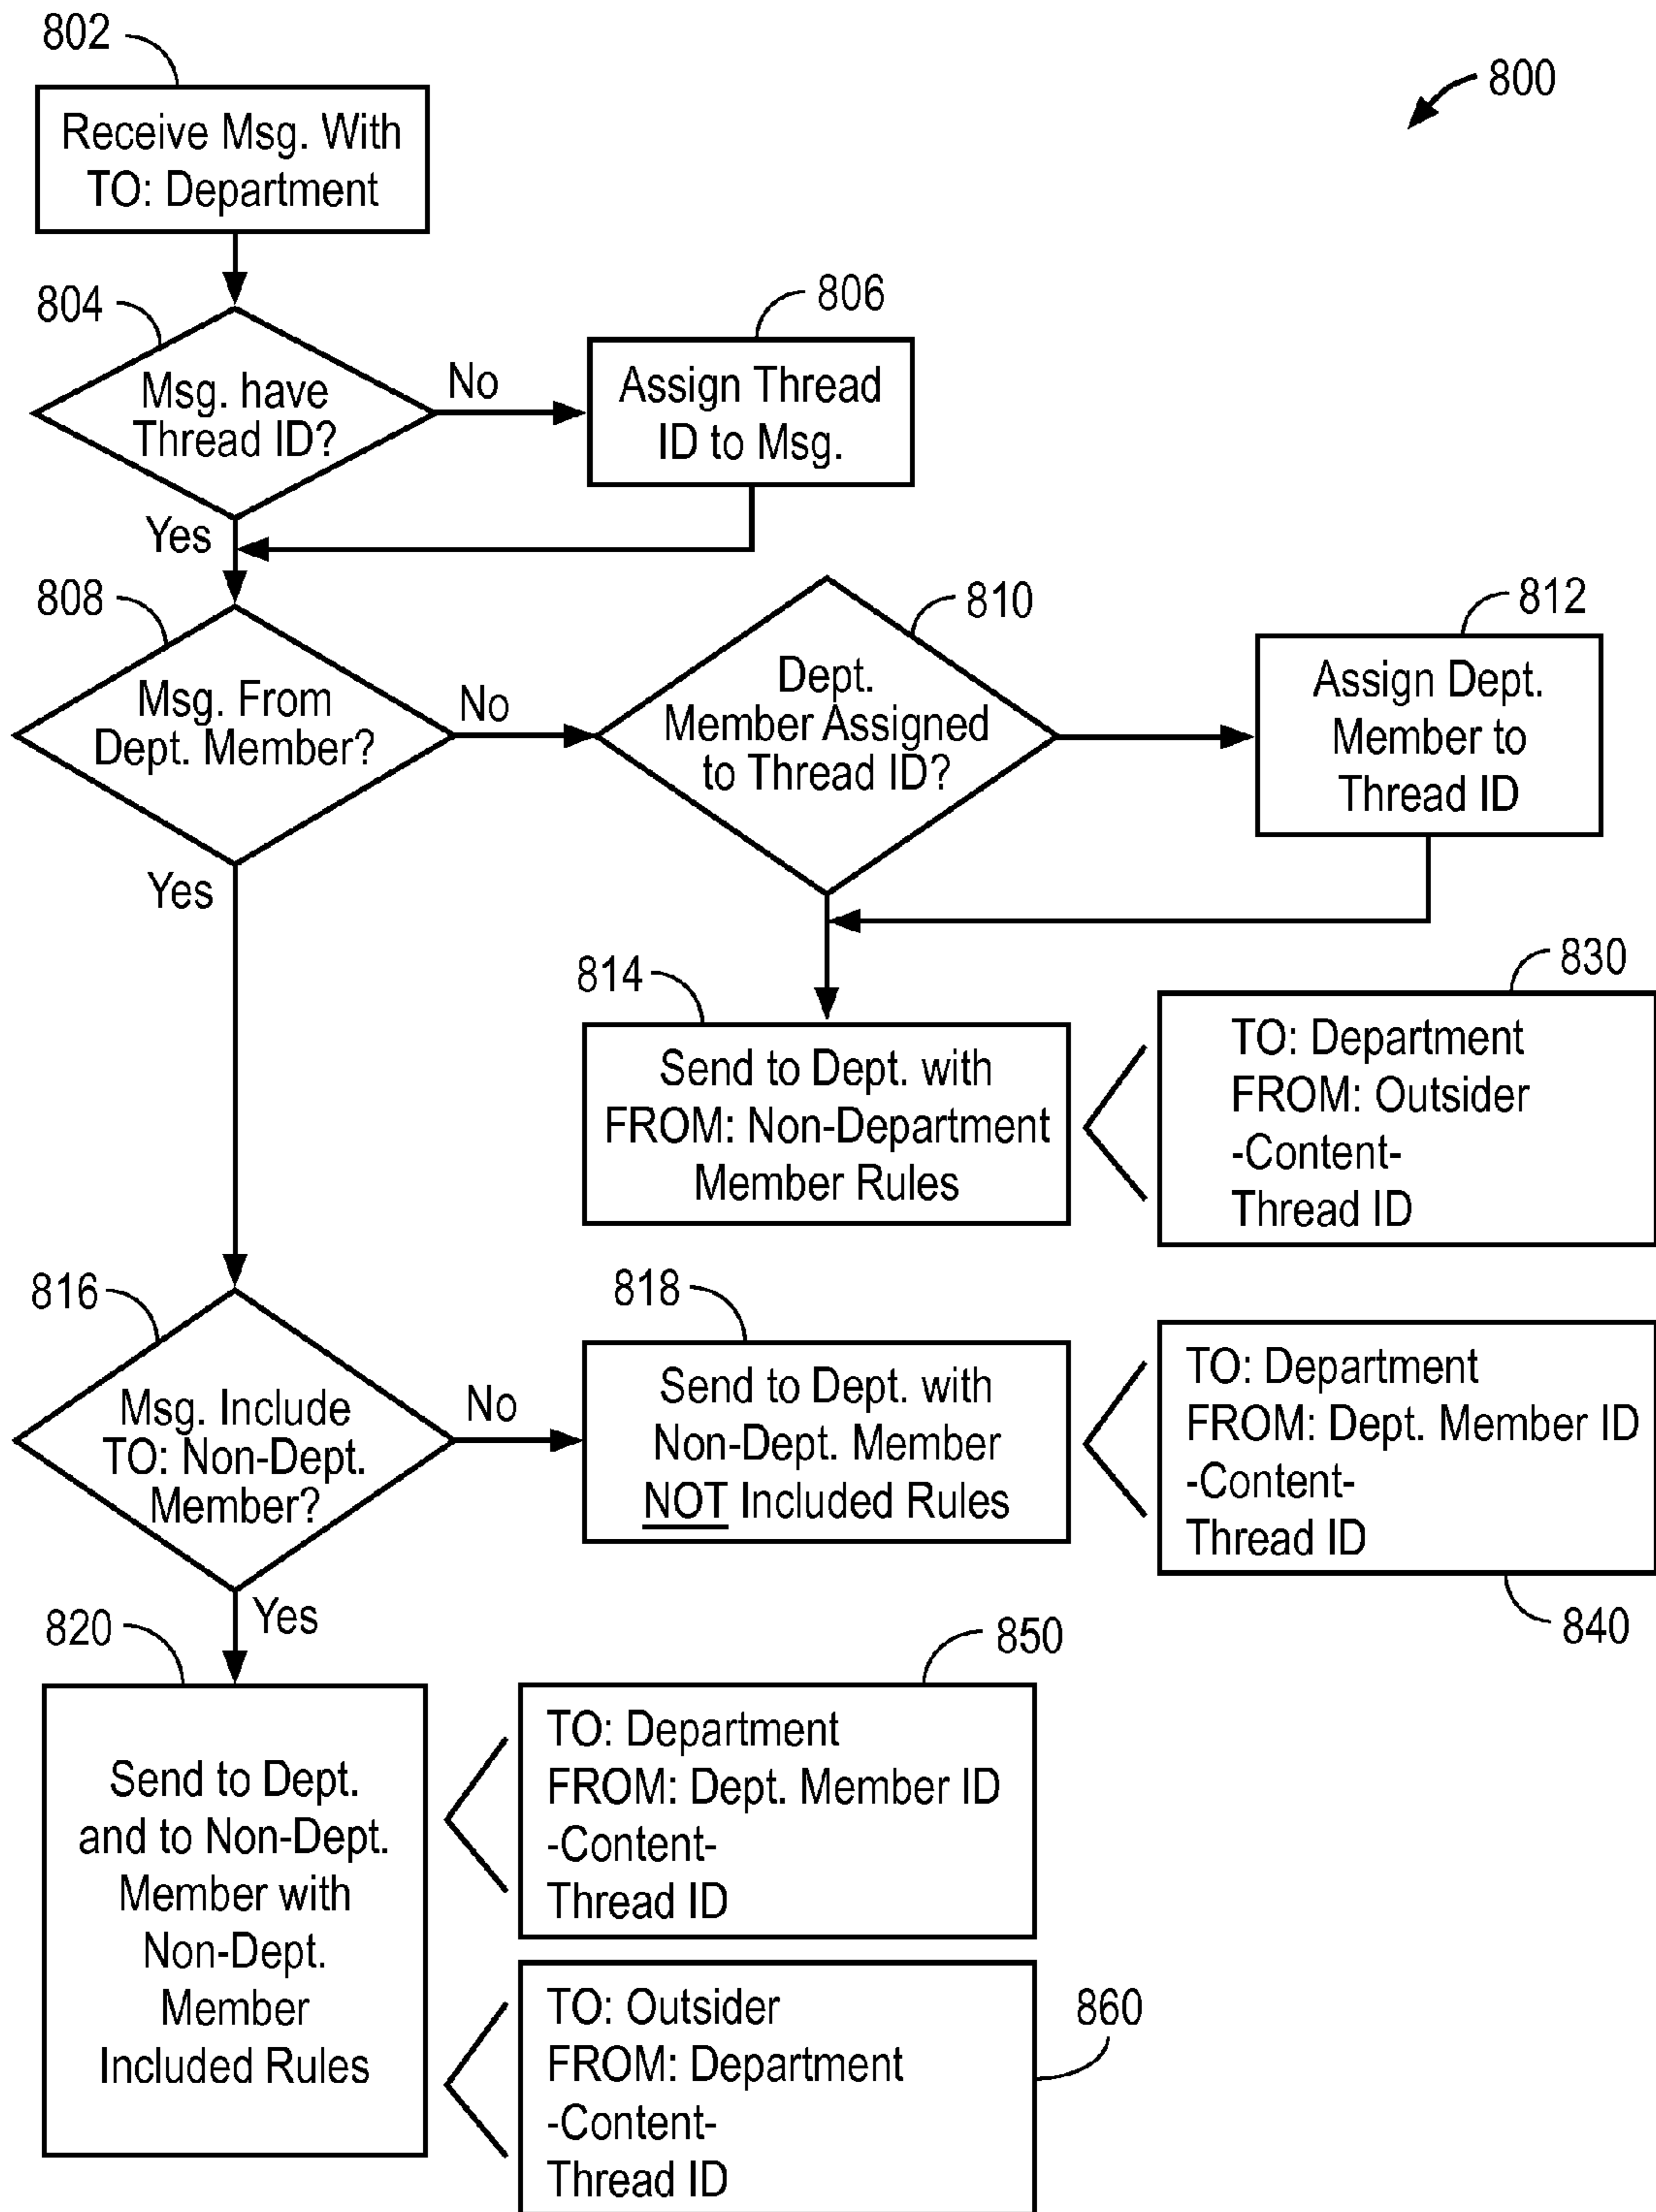 802
800
Receive Msg. With
TO: Department
804
806
Msg. have
Thread ID?
No
Assign Thread
ID to Msg.
Yes
808
810
812
Msg. From
Dept. Member?
No
Dept.
Member Assigned
to Thread ID?
Assign Dept.
Member to
Thread ID
Yes
814
830
Send to Dept. with
FROM: Non-Department
Member Rules
TO: Department
FROM: Outsider
-Content-
Thread ID
816
818
Msg. Include
TO: Non-Dept.
Member?
No
Send to Dept. with
Non-Dept. Member
NOT Included Rules
TO: Department
FROM: Dept. Member ID
-Content-
Thread ID
840
Yes
820
850
Send to Dept.
and to Non-Dept.
Member with
Non-Dept.
Member
Included Rules
TO: Department
FROM: Dept. Member ID
-Content-
Thread ID
860
TO: Outsider
FROM: Department
-Content-
Thread ID